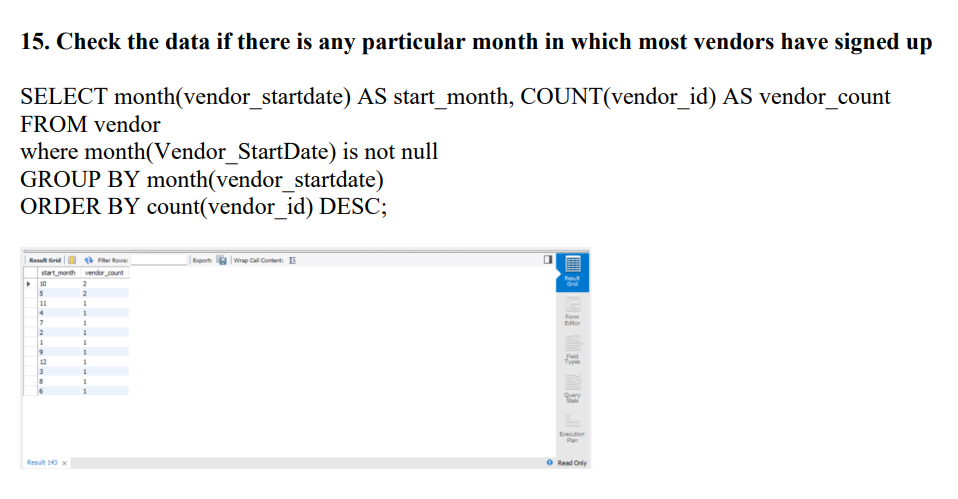 15. Check the data if there is any particular month in which most vendors have signed up
SELECT month(vendor_startdate) AS start_month, COUNT(vendor_id) AS vendor_count
FROM vendor
where month(Vendor_StartDate) is not null
GROUP BY month(vendor_startdate)
ORDER BY count(vendor_id) DESC;
Result Grid Filter Rows: Export: Wrap Cell Content: IA
start_month vendor_count
10 2
5 2
11 1
4 1
7 1
2 1
1 1
9 1
12 1
3 1
8 1
6 1
Result
Grid
Form
Editor
Field
Types
Query
Stats
Execution
Plan
Result 143 x
Read Only